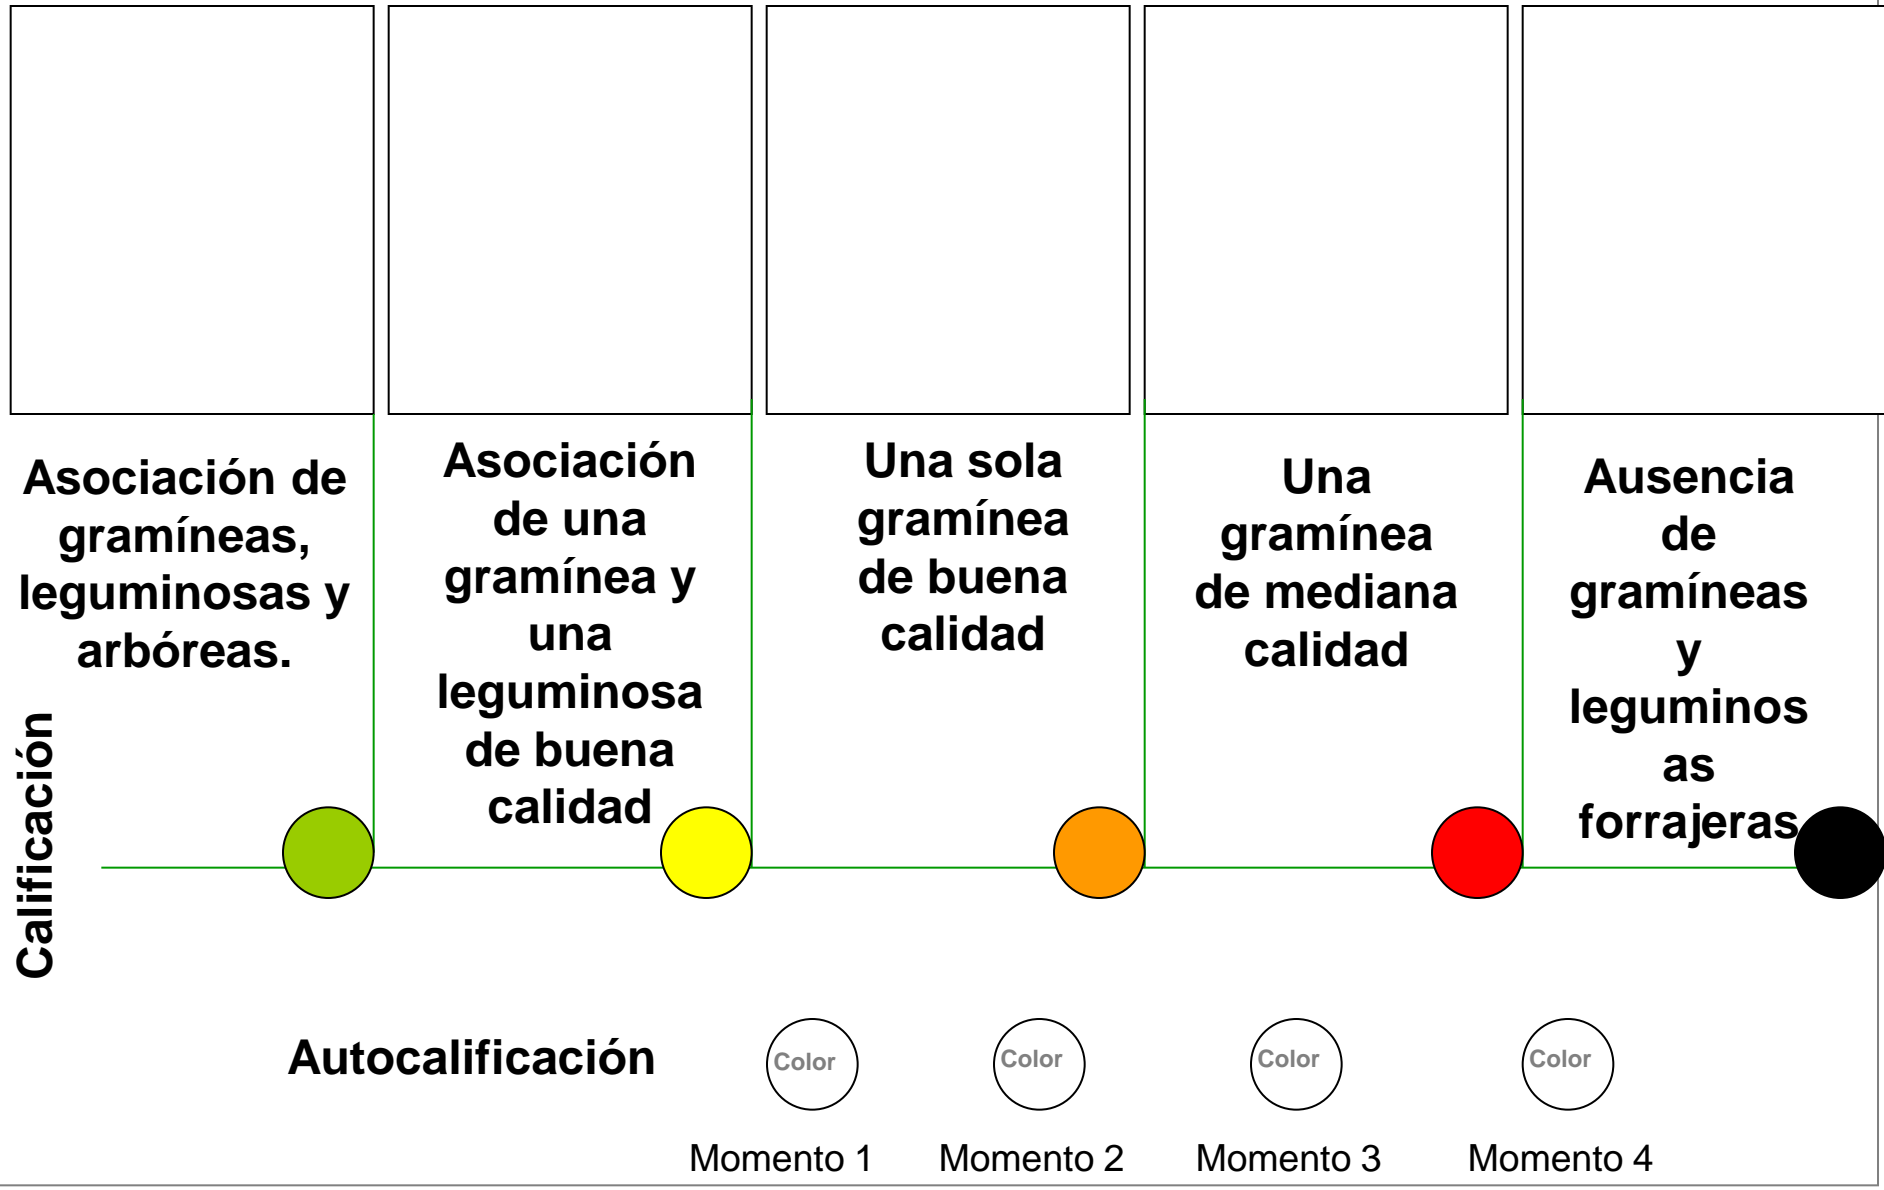 Asociación de
gramíneas,
leguminosas y
arbóreas.
Asociación
de una
gramínea y
una
leguminosa
de buena
calidad
Una sola
gramínea
de buena
calidad
Una
gramínea
de mediana
calidad
Ausencia
de
gramíneas
y
leguminos
as
forrajeras
Calificación
Autocalificación
Color
Color
Color
Color
Momento 1
Momento 2
Momento 3
Momento 4